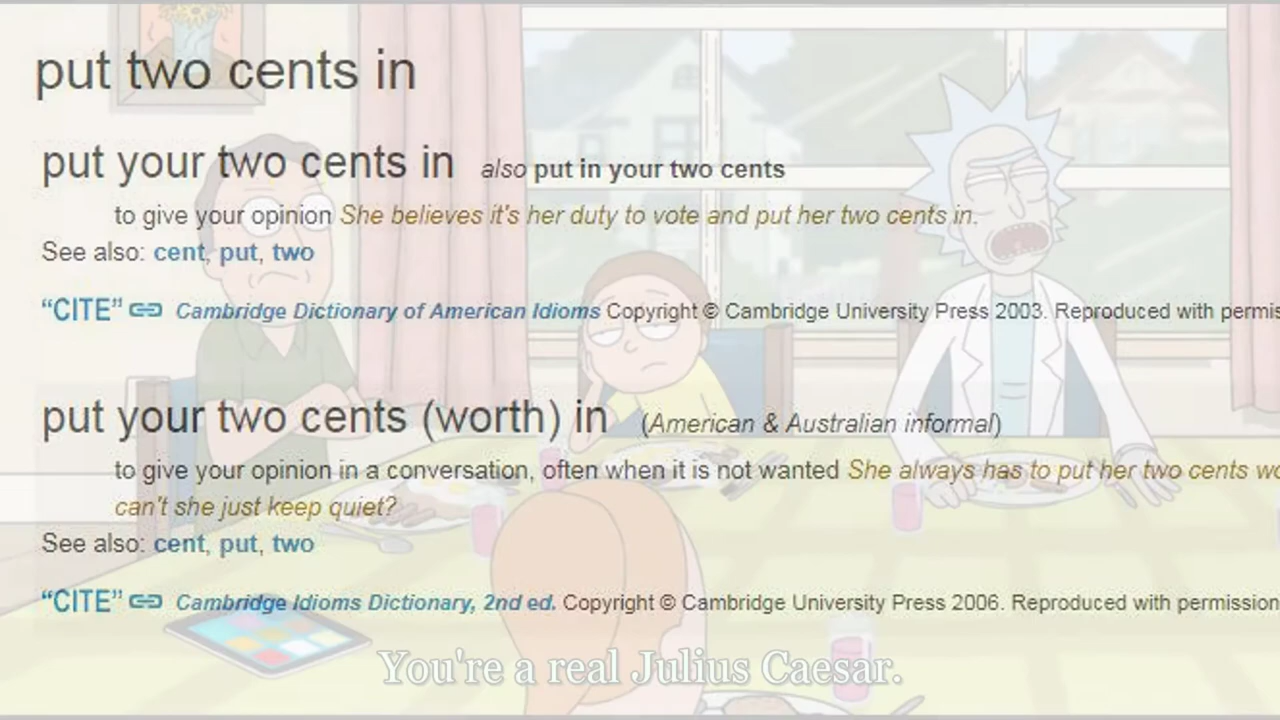 put two cents in
put your two cents in also put in your two cents
to give your opinion She believes it's her duty to vote and put her two cents in.
See also: cent, put, two
“CITE” Cambridge Dictionary of American Idioms Copyright © Cambridge University Press 2003. Reproduced with permis
put your two cents (worth) in (American & Australian informal)
to give your opinion in a conversation, often when it is not wanted She always has to put her two cents wo
can't she just keep quiet?
See also: cent, put, two
“CITE” Cambridge Idioms Dictionary, 2nd ed. Copyright © Cambridge University Press 2006. Reproduced with permission
You're a real Julius Caesar.